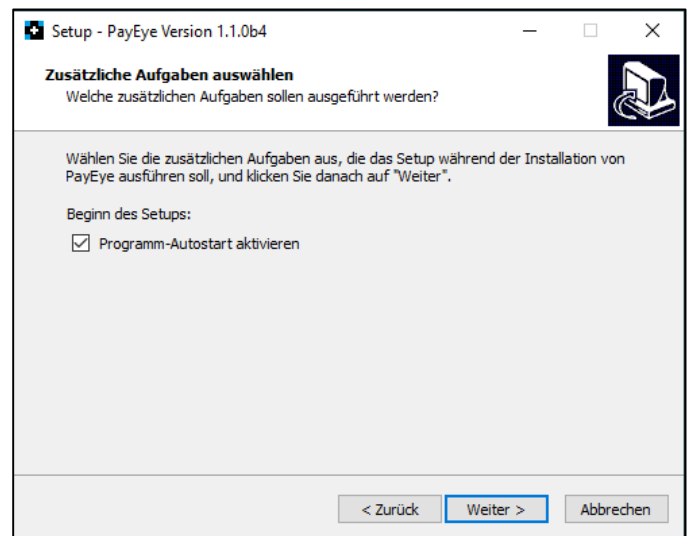 Setup - PayEye Version 1.1.0b4
Zusätzliche Aufgaben auswählen
Welche zusätzlichen Aufgaben sollen ausgeführt werden?
Wählen Sie die zusätzlichen Aufgaben aus, die das Setup während der Installation von
PayEye ausführen soll, und klicken Sie danach auf "Weiter".
Beginn des Setups:
Programm-Autostart aktivieren
< Zurück Weiter > Abbrechen